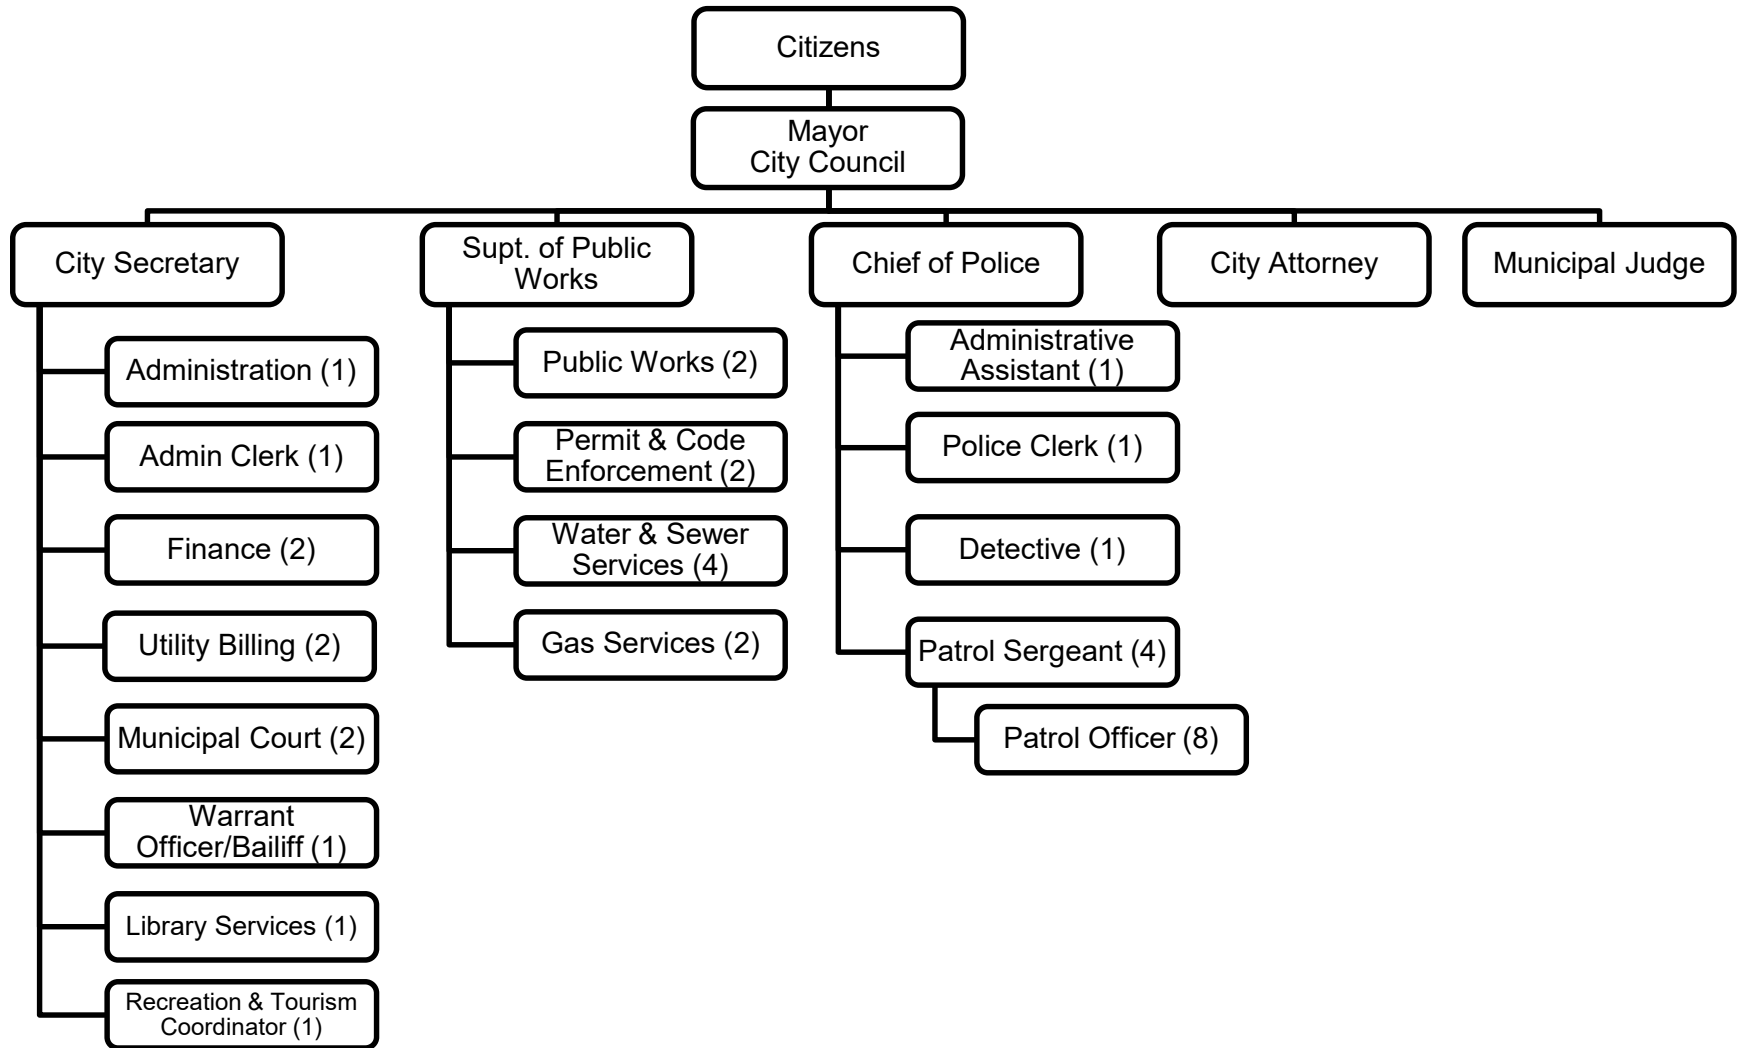 Citizens
Mayor
City Council
City Secretary
Supt. of Public
Works
Chief of Police
City Attorney
Municipal Judge
Administration (1)
Admin Clerk (1)
Finance (2)
Utility Billing (2)
Municipal Court (2)
Warrant
Officer/Bailiff (1)
Library Services (1)
Recreation & Tourism
Coordinator (1)
Public Works (2)
Permit & Code
Enforcement (2)
Water & Sewer
Services (4)
Gas Services (2)
Administrative
Assistant (1)
Police Clerk (1)
Detective (1)
Patrol Sergeant (4)
Patrol Officer (8)